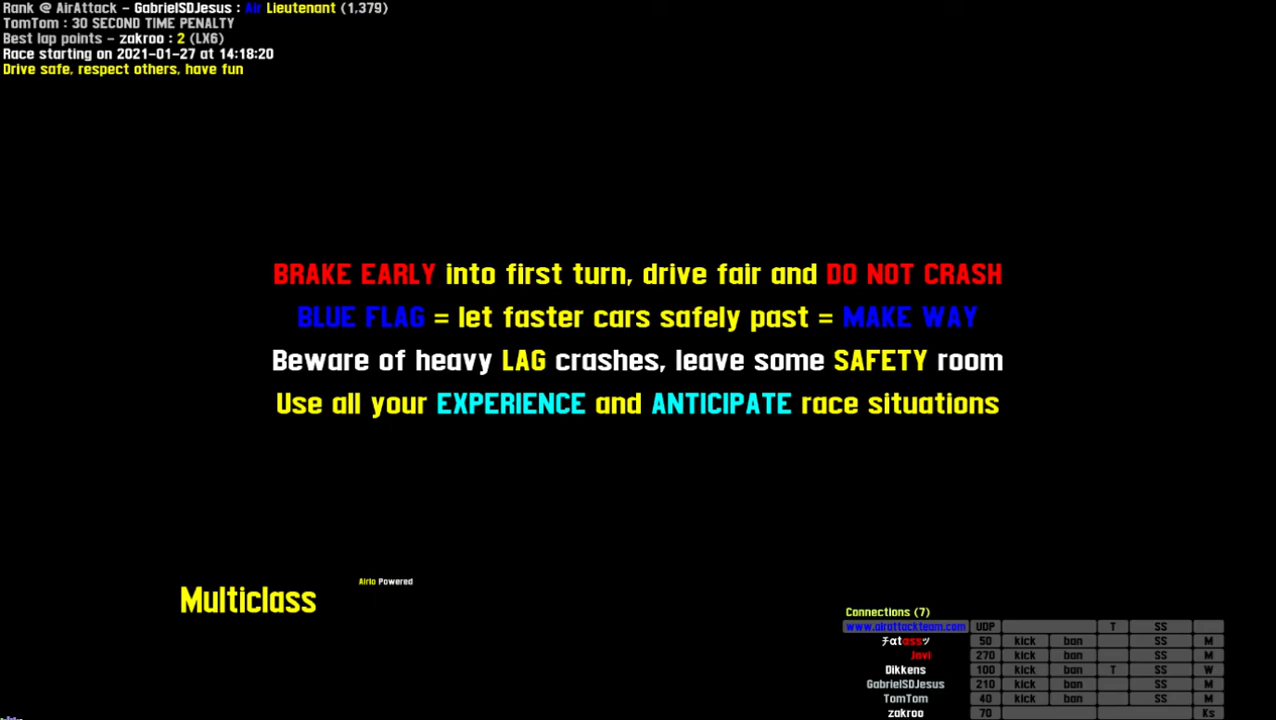 Rank @ AirAttack - GabrielSDJesus : Air Lieutenant (1,379)
TomTom : 30 SECOND TIME PENALTY
Best lap points - zakroo : 2 (LX6)
Race starting on 2021-01-27 at 14:18:20
Drive safe, respect others, have fun
BRAKE EARLY into first turn, drive fair and DO NOT CRASH
BLUE FLAG = let faster cars safely past = MAKE WAY
Beware of heavy LAG crashes, leave some SAFETY room
Use all your EXPERIENCE and ANTICIPATE race situations
Airio Powered
Multiclass
Connections (7)
www.airattackteam.com UDP T SS
チαtαssッ 50 kick ban SS M
Javi 270 kick ban SS M
Dikkens 100 kick ban T SS W
GabrielSDJesus 210 kick ban SS M
TomTom 40 kick ban SS M
zakroo 70 Ks